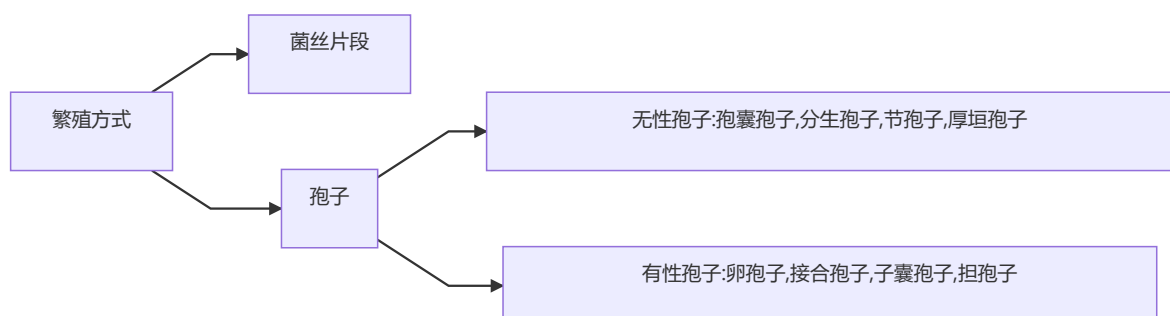 菌丝片段
繁殖方式
无性孢子:孢囊孢子,分生孢子,节孢子,厚垣孢子
孢子
有性孢子:卵孢子,接合孢子,子囊孢子,担孢子